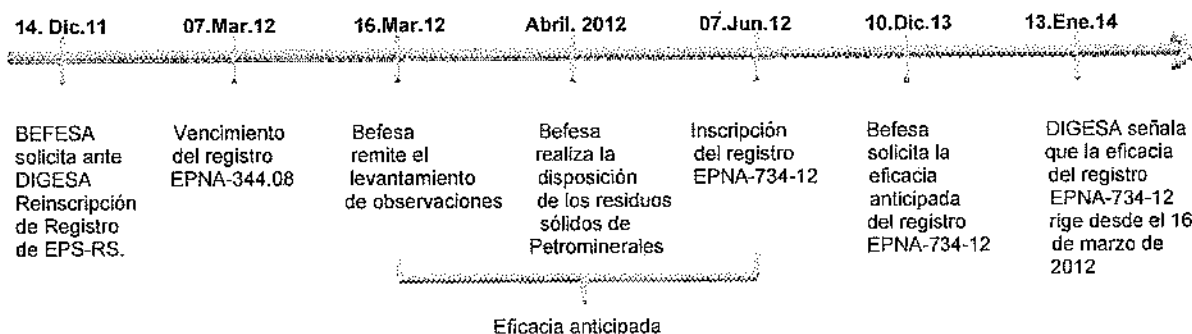 14. Dic.11
07.Mar.12
16.Mar.12
Abril. 2012
07.Jun.12
10.Dic.13
13.Ene.14
BEFESA
solicita ante
DIGESA
Reinscripción
de Registro
de EPS-RS.
Vencimiento
del registro
EPNA-344.08
Befesa
remite el
levantamiento
de observaciones
Befesa
realiza la
disposición
de los residuos
sólidos de
Petrominerales
Inscripción
del registro
EPNA-734-12
Befesa
solicita la
eficacia
anticipada
del registro
EPNA-734-12
DIGESA señala
que la eficacia
del registro
EPNA-734-12
rige desde el 16
de marzo de
2012
Eficacia anticipada